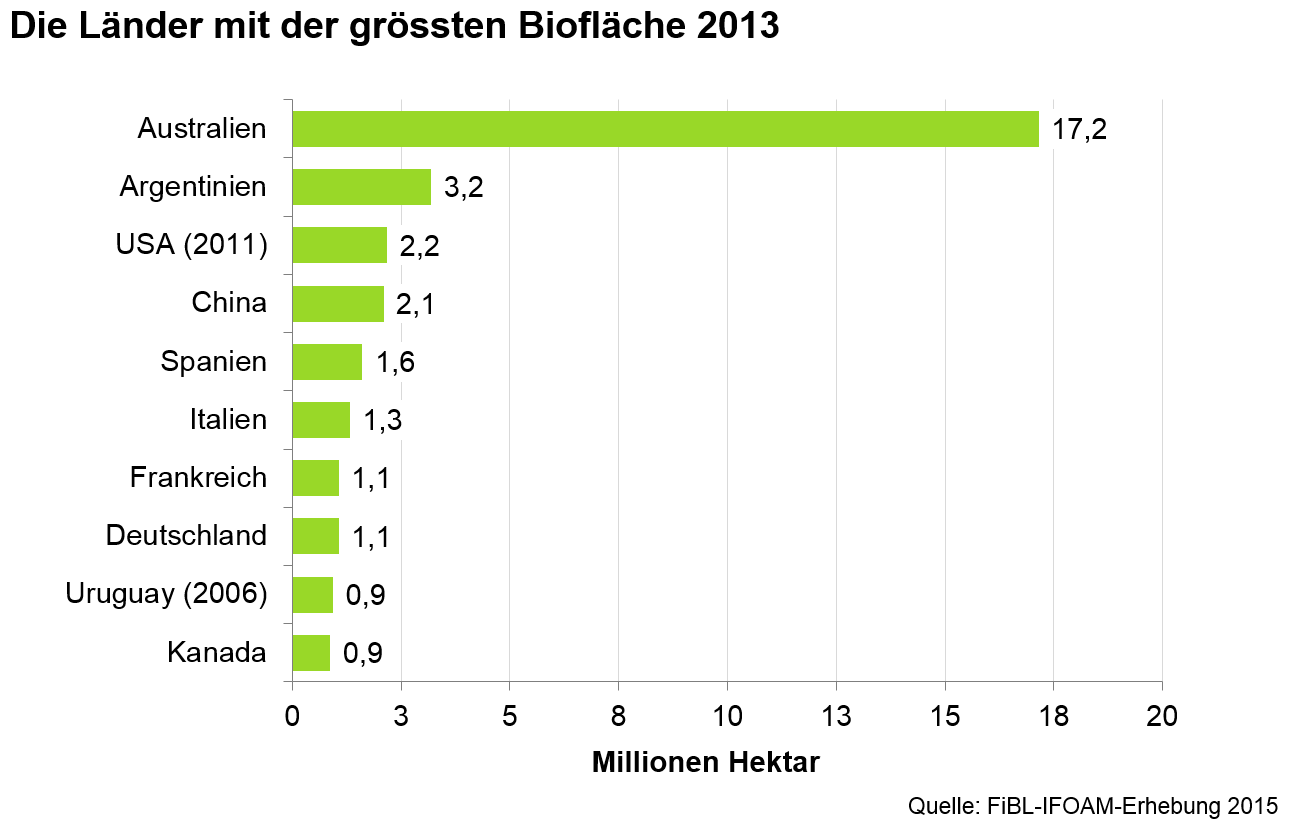 Die Länder mit der grössten Biofläche 2013
Australien 17,2
Argentinien 3,2
USA (2011) 2,2
China 2,1
Spanien 1,6
Italien 1,3
Frankreich 1,1
Deutschland 1,1
Uruguay (2006) 0,9
Kanada 0,9
0 3 5 8 10 13 15 18 20
Millionen Hektar
Quelle: FiBL-IFOAM-Erhebung 2015